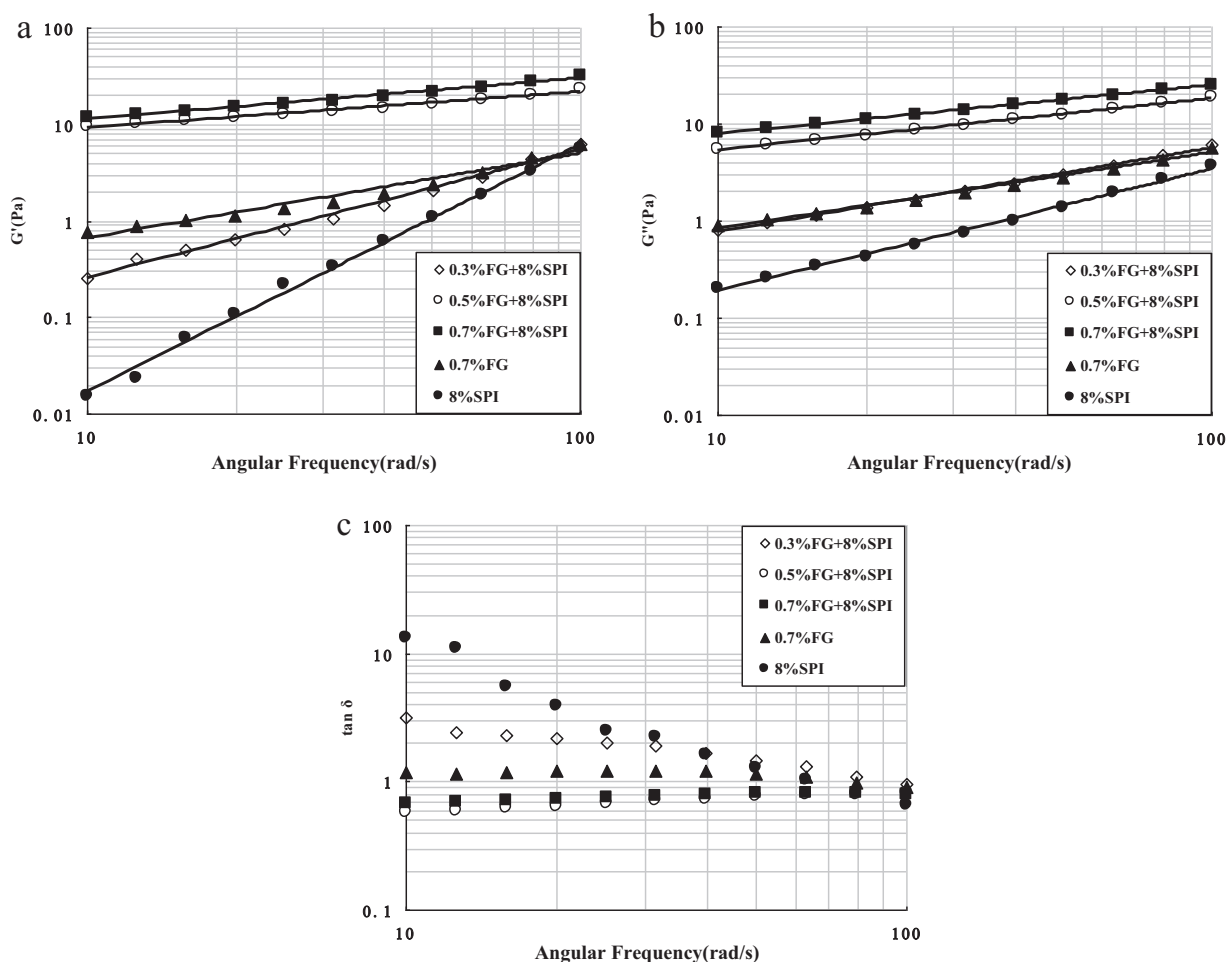 a
G'(Pa)
100
10
1
0.1
0.01
10
100
Angular Frequency(rad/s)
0.3%FG+8%SPI
0.5%FG+8%SPI
0.7%FG+8%SPI
0.7%FG
8%SPI
b
G"(Pa)
100
10
1
0.1
0.01
10
100
Angular Frequency(rad/s)
0.3%FG+8%SPI
0.5%FG+8%SPI
0.7%FG+8%SPI
0.7%FG
8%SPI
c
tan δ
100
10
1
0.1
10
100
Angular Frequency(rad/s)
0.3%FG+8%SPI
0.5%FG+8%SPI
0.7%FG+8%SPI
0.7%FG
8%SPI